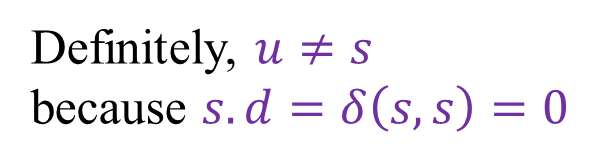 Definitely, u ≠ s
because s.d = δ(s,s) = 0